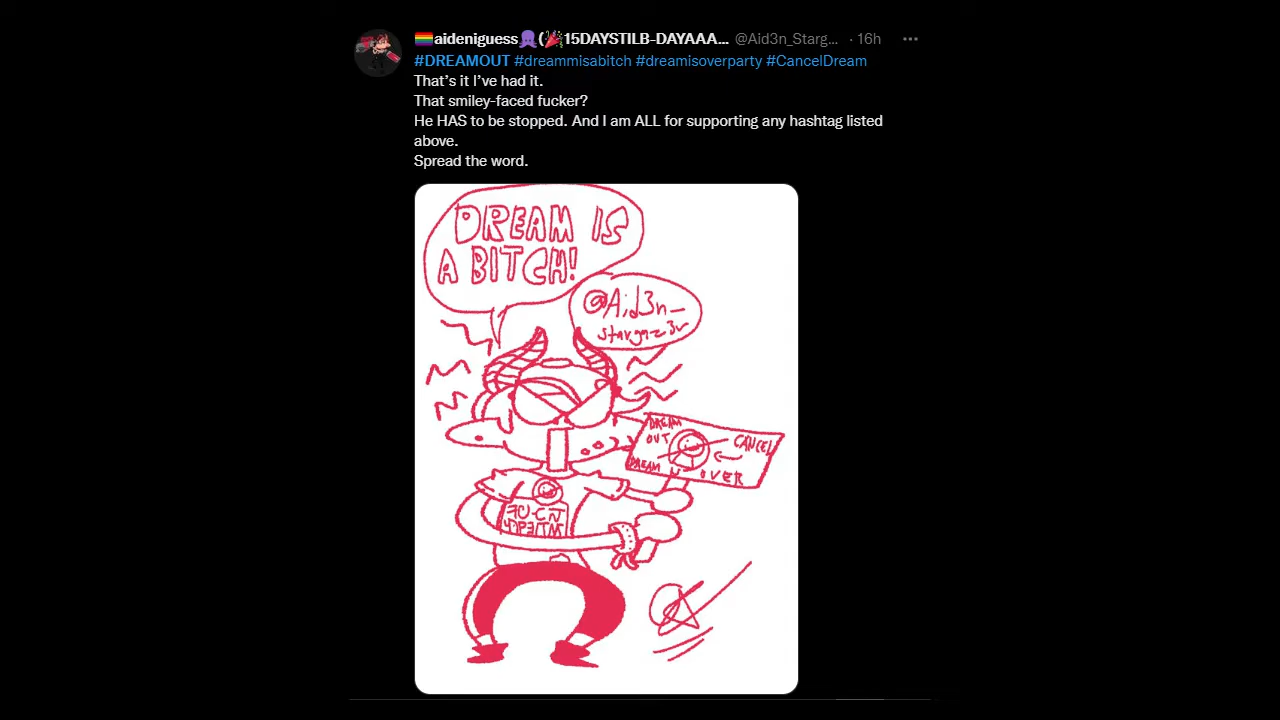 aideniguess(15DAYSTILB-DAYAAA... @Aid3n_Starg... · 16h
#DREAMOUT #dreammisabitch #dreamisoverparty #CancelDream
That’s it I’ve had it.
That smiley-faced fucker?
He HAS to be stopped. And I am ALL for supporting any hashtag listed
above.
Spread the word.
DREAM IS
A BITCH!
@Aid3n_
stargaz3r
DREAM
OUT
CANCEL
DREAM
OVER